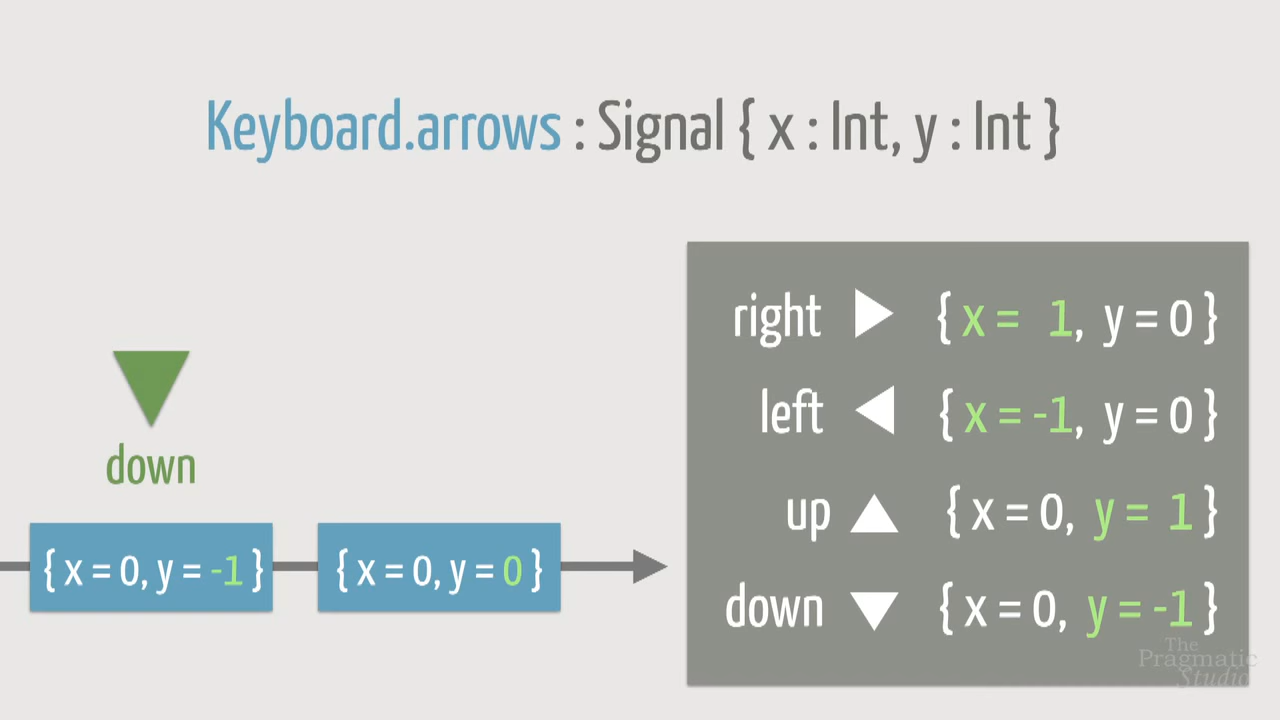 Keyboard.arrows : Signal { x : Int, y : Int }
right { x = 1, y = 0 }
left { x = -1, y = 0 }
up { x = 0, y = 1 }
down { x = 0, y = -1 }
down
{ x = 0, y = -1 }
{ x = 0, y = 0 }
The
Pragmatic
Studio